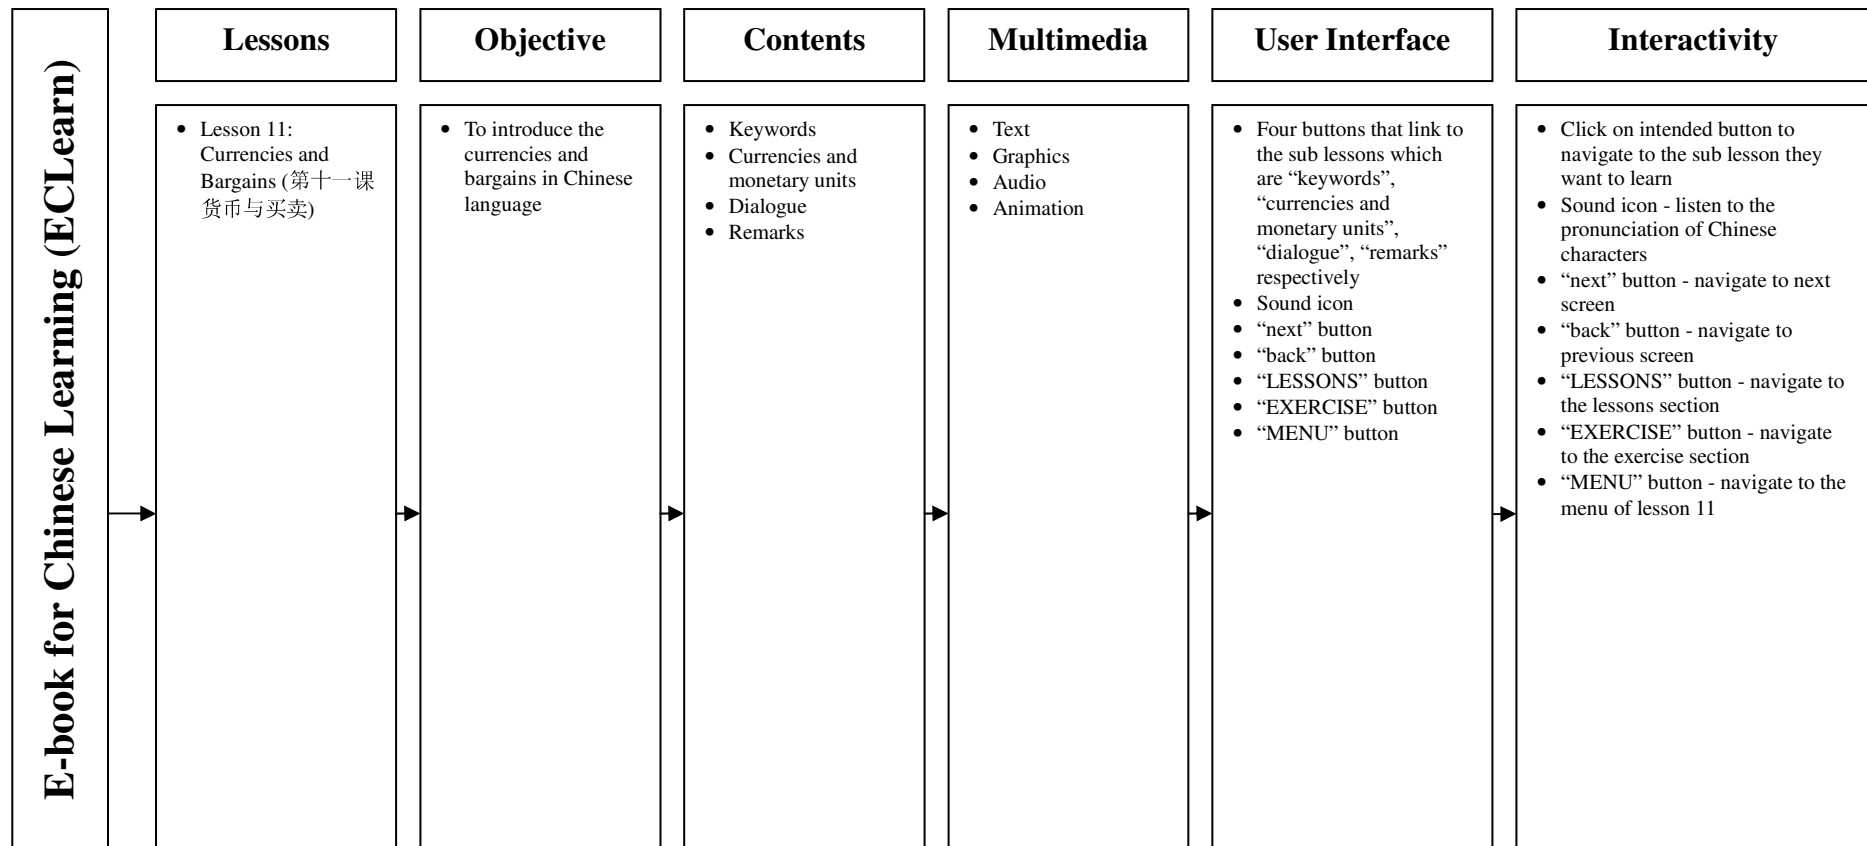 E-book for Chinese Learning (ECLearn)
Lessons
• Lesson 11:
Currencies and
Bargains (第十一课
货币与买卖)
Objective
• To introduce the
currencies and
bargains in Chinese
language
Contents
• Keywords
• Currencies and
monetary units
• Dialogue
• Remarks
Multimedia
• Text
• Graphics
• Audio
• Animation
User Interface
• Four buttons that link to
the sub lessons which
are “keywords”,
“currencies and
monetary units”,
“dialogue”, “remarks”
respectively
• Sound icon
• “next” button
• “back” button
• “LESSONS” button
• “EXERCISE” button
• “MENU” button
Interactivity
• Click on intended button to
navigate to the sub lesson they
want to learn
• Sound icon - listen to the
pronunciation of Chinese
characters
• “next” button - navigate to next
screen
• “back” button - navigate to
previous screen
• “LESSONS” button - navigate to
the lessons section
• “EXERCISE” button - navigate
to the exercise section
• “MENU” button - navigate to the
menu of lesson 11